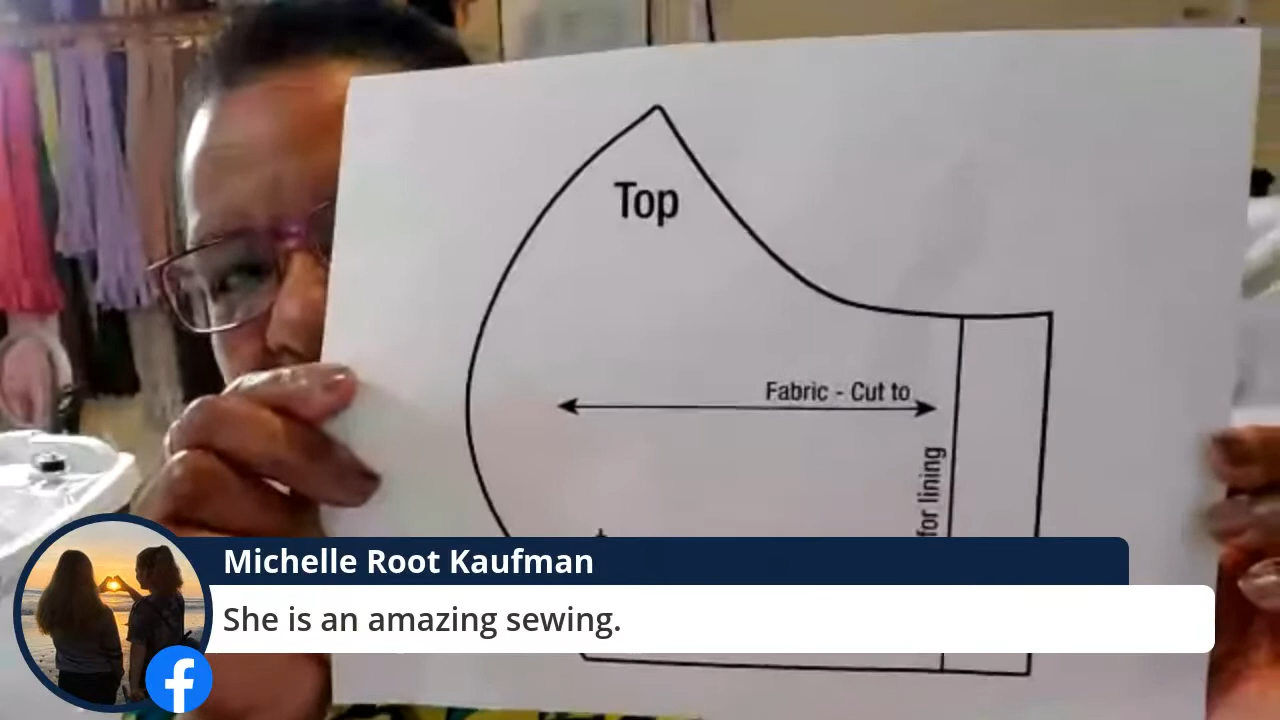 Top
Fabric - Cut to
for lining
Michelle Root Kaufman
She is an amazing sewing.